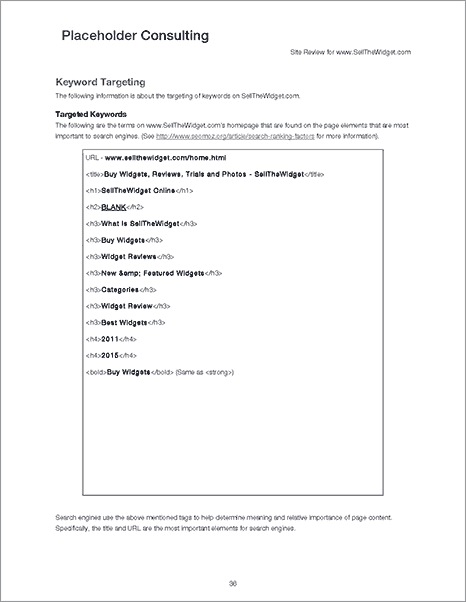 Placeholder Consulting
Site Review for www.SellTheWidget.com
Keyword Targeting
The following information is about the targeting of keywords on SellTheWidget.com.
Targeted Keywords
The following are the terms on www.SellTheWidget.com's homepage that are found on the page elements that are most
important to search engines. (See http://www.seomoz.org/article/search-ranking-factors for more information).
URL - www.sellthewidget.com/home.html
<title>Buy Widgets, Reviews, Trials and Photos - SellTheWidget</title>
<h1>SellTheWidget Online</h1>
<h2>BLANK</h2>
<h3>What is SellTheWidget</h3>
<h3>Buy Widgets</h3>
<h3>Widget Reviews</h3>
<h3>New &amp; Featured Widgets</h3>
<h3>Categories</h3>
<h3>Widget Review</h3>
<h3>Best Widgets</h3>
<h4>2011</h4>
<h4>2015</h4>
<bold>Buy Widgets</bold> (Same as <strong>)
Search engines use the above mentioned tags to help determine meaning and relative importance of page content.
Specifically, the title and URL are the most important elements for search engines.
36